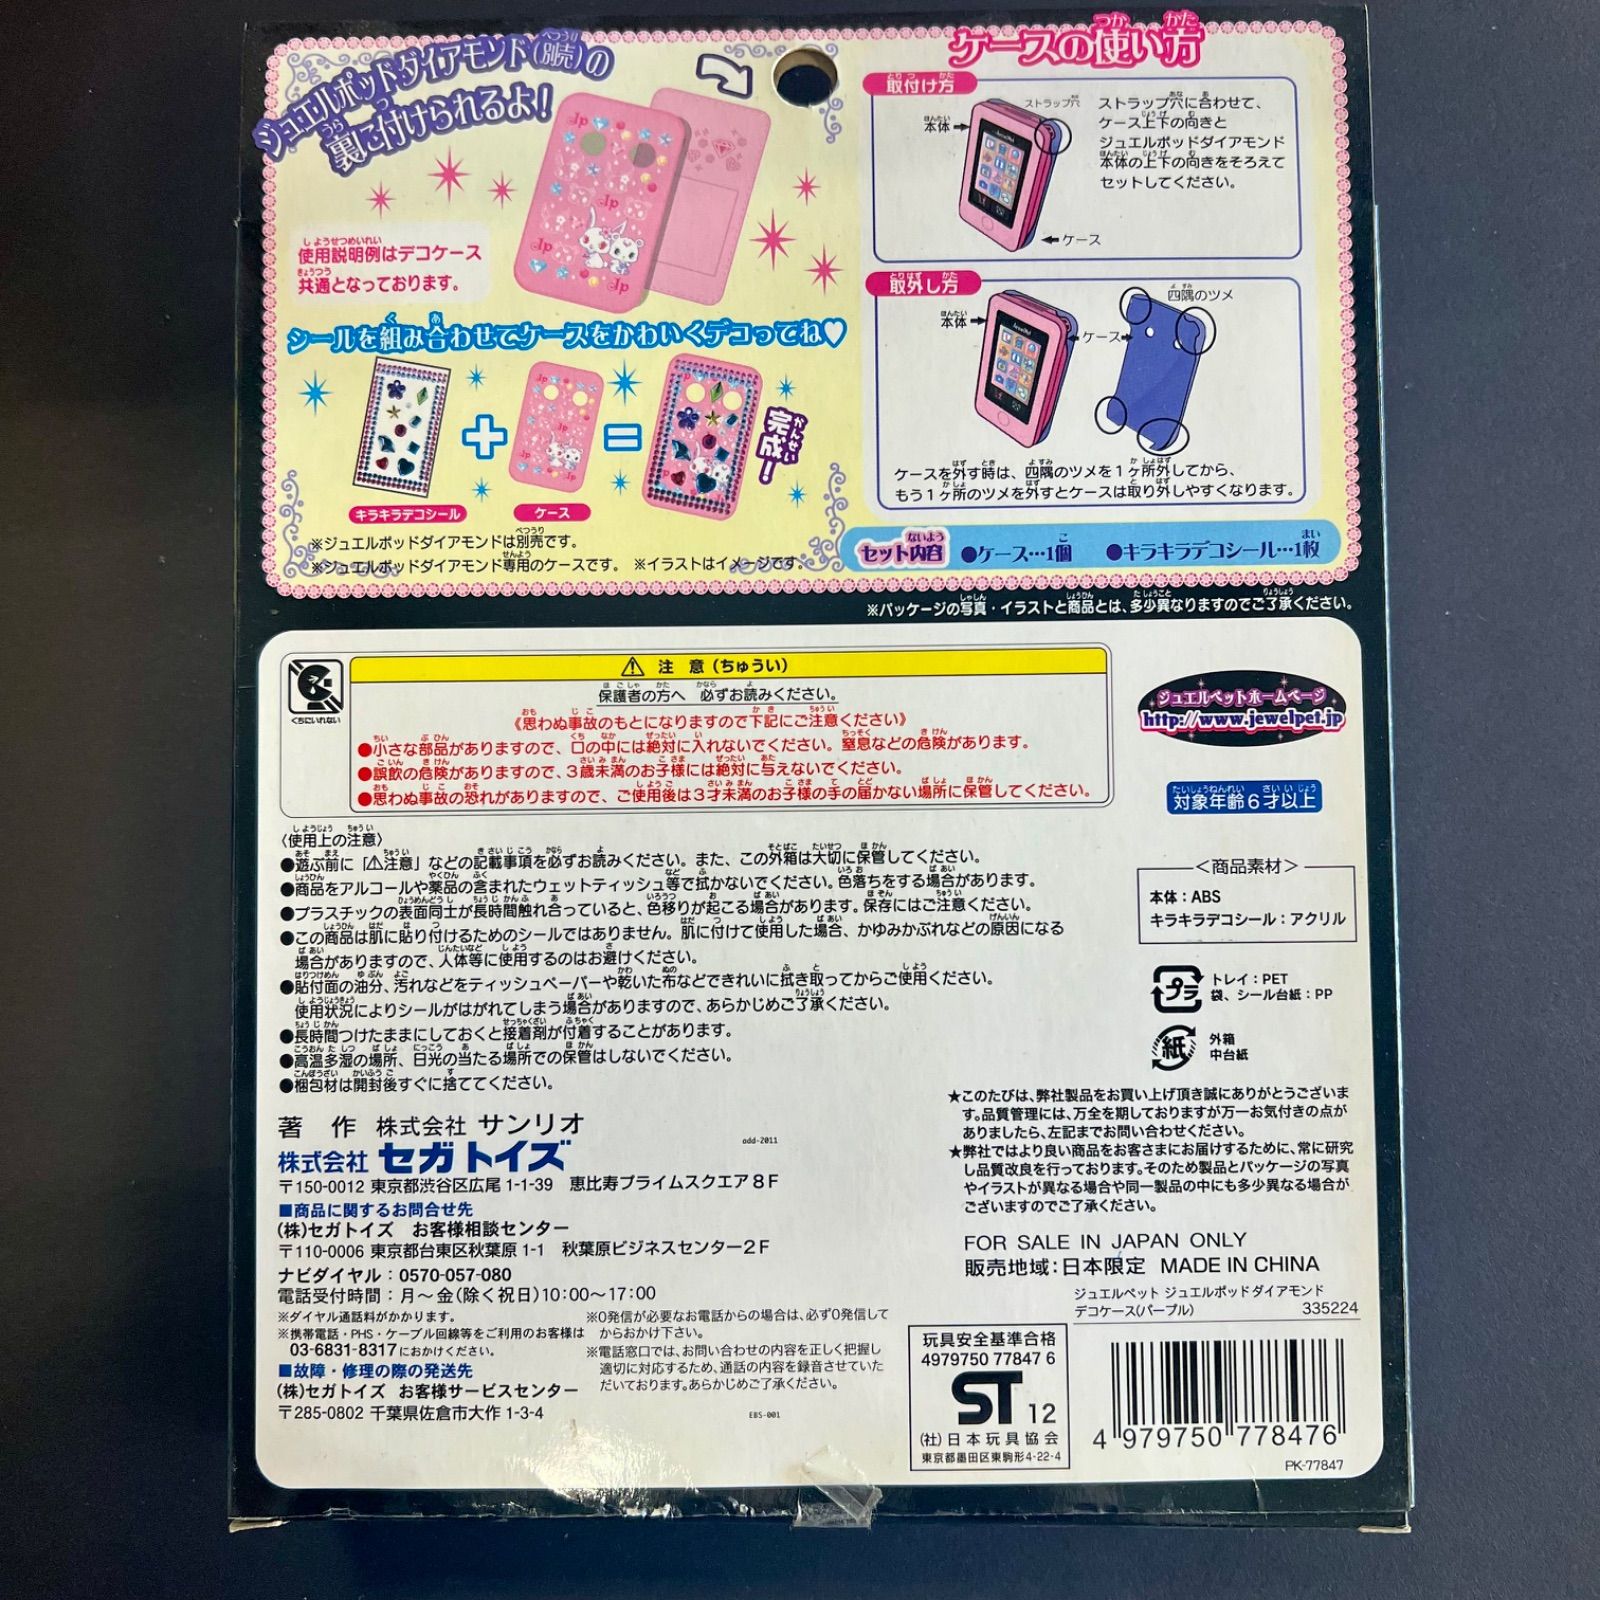 ジュエルポッドダイアモンド(別売)の
裏に付けられるよ!
使用説明例はデコケース
共通となっております。
シールを組み合わせてケースをかわいくデコってね♥
キラキラデコシール
ケース
完成!
※ジュエルポッドダイアモンドは別売です。
※ジュエルポッドダイアモンド専用のケースです。 ※イラストはイメージです。
ケースの使い方
取付け方
ストラップ穴
本体
ケース
ストラップ穴に合わせて、
ケース上下の向きと
ジュエルポッドダイアモンド
本体の上下の向きをそろえて
セットしてください。
取外し方
四隅のツメ
本体
ケース
ケースを外す時は、四隅のツメを1ヶ所外してから、
もう1ヶ所のツメを外すとケースは取り外しやすくなります。
セット内容 ●ケース…1個 ●キラキラデコシール…1枚
※パッケージの写真・イラストと商品とは、多少異なりますのでご了承ください。
くちにいれない
⚠ 注 意(ちゅうい)
保護者の方へ 必ずお読みください。
《思わぬ事故のもとになりますので下記にご注意ください》
●小さな部品がありますので、口の中には絶対に入れないでください。窒息などの危険があります。
●誤飲の危険がありますので、3歳未満のお子様には絶対に与えないでください。
●思わぬ事故の恐れがありますので、ご使用後は3才未満のお子様の手の届かない場所に保管してください。
ジュエルペットホームページ
http://www.jewelpet.jp
対象年齢6才以上
〈使用上の注意〉
●遊ぶ前に「⚠注意」などの記載事項を必ずお読みください。また、この外箱は大切に保管してください。
●商品をアルコールや薬品の含まれたウェットティッシュ等で拭かないでください。色落ちをする場合があります。
●プラスチックの表面同士が長時間触れ合っていると、色移りが起こる場合があります。保存にはご注意ください。
●この商品は肌に貼り付けるためのシールではありません。肌に付けて使用した場合、かゆみかぶれなどの原因になる
場合がありますので、人体等に使用するのはお避けください。
●貼付面の油分、汚れなどをティッシュペーパーや乾いた布などできれいに拭き取ってからご使用ください。
使用状況によりシールがはがれてしまう場合がありますので、あらかじめご了承ください。
●長時間つけたままにしておくと接着剤が付着することがあります。
●高温多湿の場所、日光の当たる場所での保管はしないでください。
●梱包材は開封後すぐに捨ててください。
＜商品素材＞
本体:ABS
キラキラデコシール:アクリル
プラ
トレイ:PET
袋、シール台紙:PP
紙
外箱
中台紙
著 作 株式会社 サンリオ
株式会社 セガトイズ
add-2011
〒150-0012 東京都渋谷区広尾1-1-39 恵比寿プライムスクエア8F
■商品に関するお問合せ先
(株)セガトイズ お客様相談センター
〒110-0006 東京都台東区秋葉原1-1 秋葉原ビジネスセンター2F
ナビダイヤル:0570-057-080
電話受付時間:月～金(除く祝日)10:00～17:00
※ダイヤル通話料がかかります。
※携帯電話・PHS・ケーブル回線等をご利用のお客様は
03-6831-8317におかけください。
■故障・修理の際の発送先
(株)セガトイズ お客様サービスセンター
〒285-0802 千葉県佐倉市大作1-3-4
※0発信が必要なお電話からの場合は、必ず0発信して
からおかけ下さい。
※電話窓口では、お問い合わせの内容を正しく把握し
適切に対応するため、通話の内容を録音させていた
だいております。あらかじめご了承ください。
EBS-001
★このたびは、弊社製品をお買い上げ頂き誠にありがとうございま
す。品質管理には、万全を期しておりますが万一お気付きの点が
ありましたら、左記までお問い合わせください。
★弊社ではより良い商品をお客さまにお届けするために、常に研究
し品質改良を行っております。そのため製品とパッケージの写真
やイラストが異なる場合や同一製品の中にも多少異なる場合が
ございますのでご了承ください。
FOR SALE IN JAPAN ONLY
販売地域:日本限定 MADE IN CHINA
ジュエルペット ジュエルポッドダイアモンド
デコケース(パープル) 335224
玩具安全基準合格
4979750 77847 6
ST 12
(社)日本玩具協会
東京都墨田区東駒形4-22-4
4 979750 778476
PK-77847